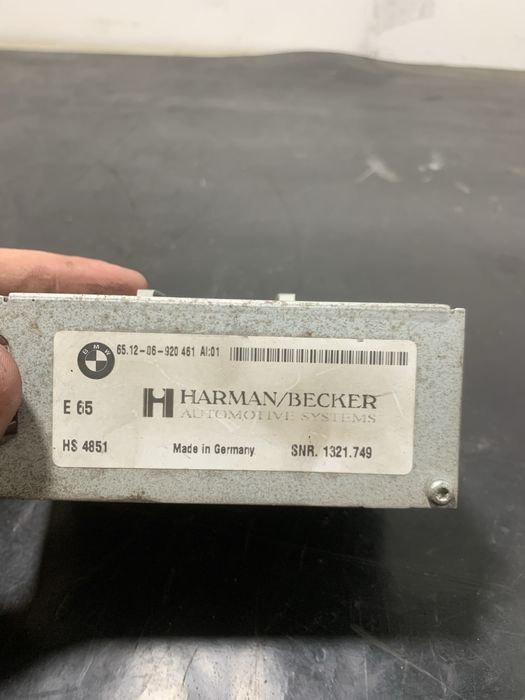 BMW
65.12-06-920 461 AI:01
E 65
H HARMAN/BECKER
AUTOMOTIVE SYSTEMS
HS 4851 Made in Germany SNR. 1321.749